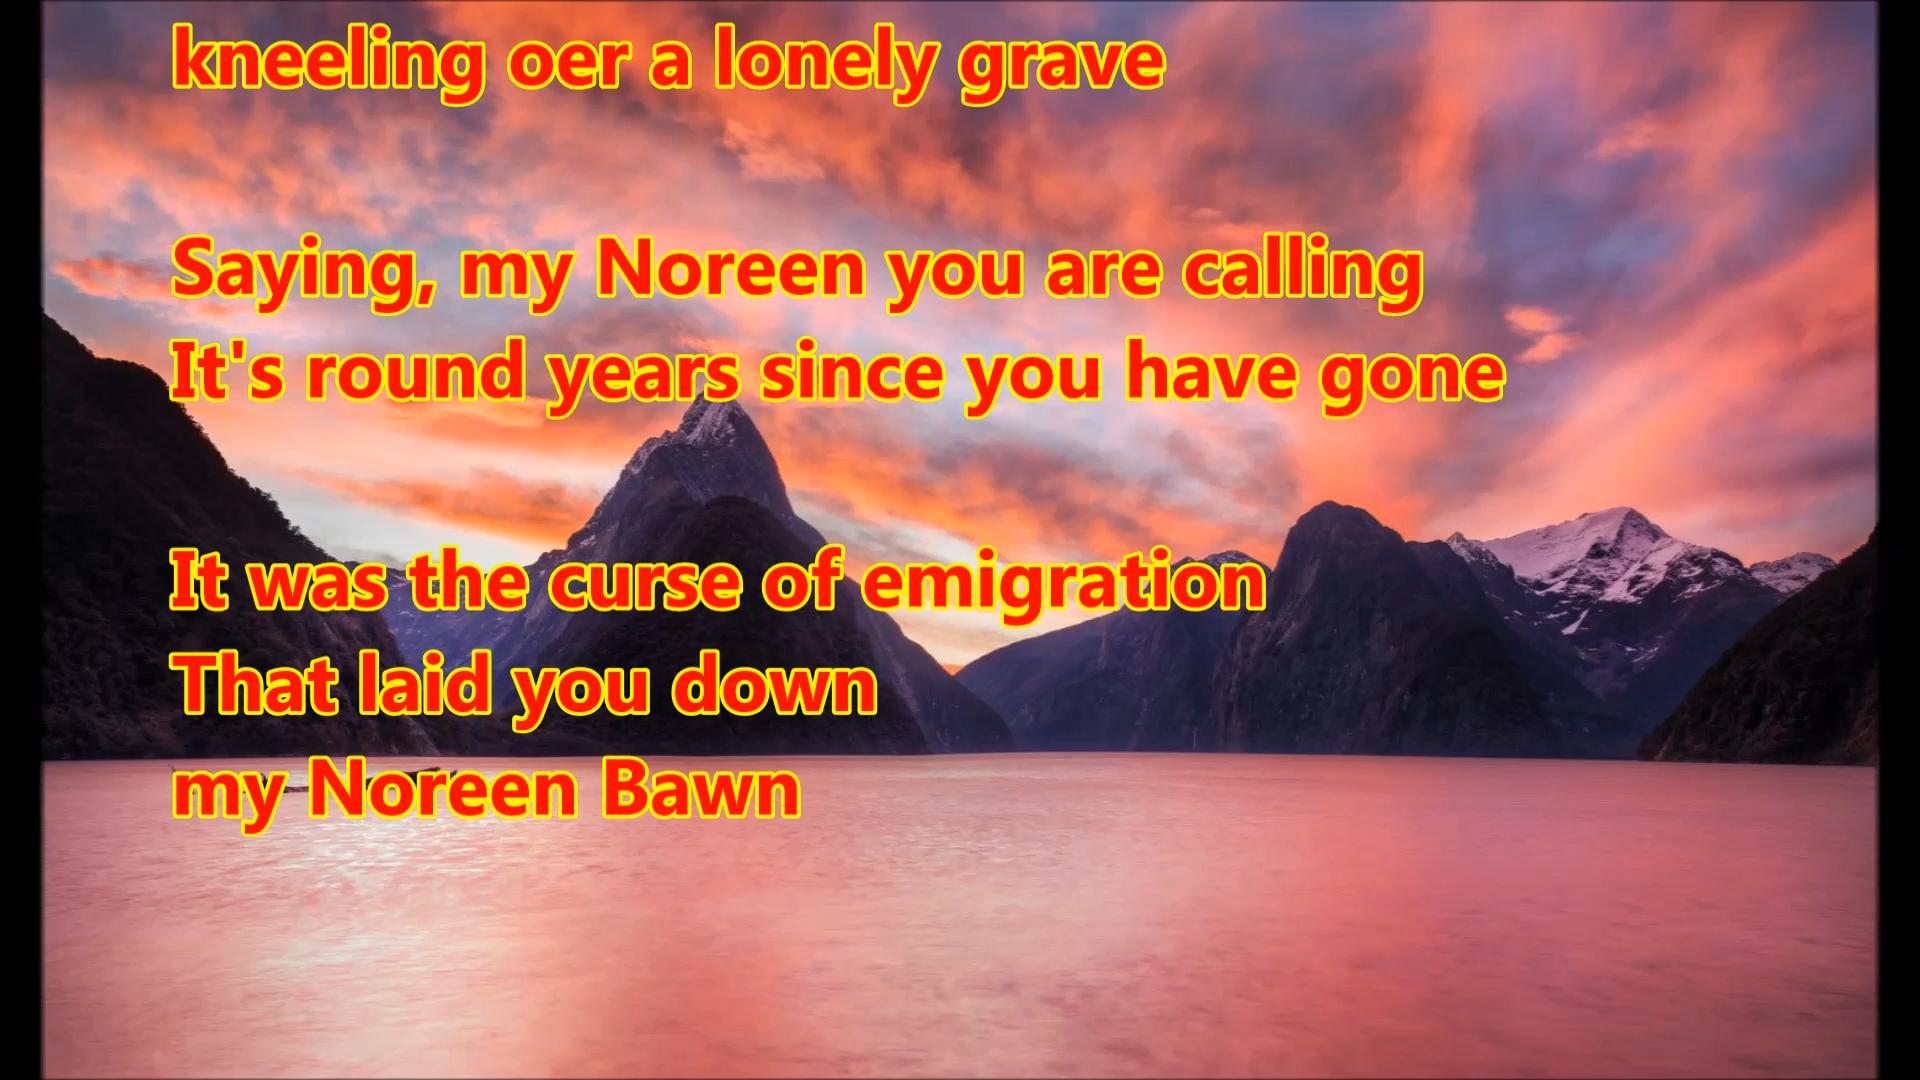 kneeling oer a lonely grave
Saying, my Noreen you are calling
It's round years since you have gone
It was the curse of emigration
That laid you down
my Noreen Bawn